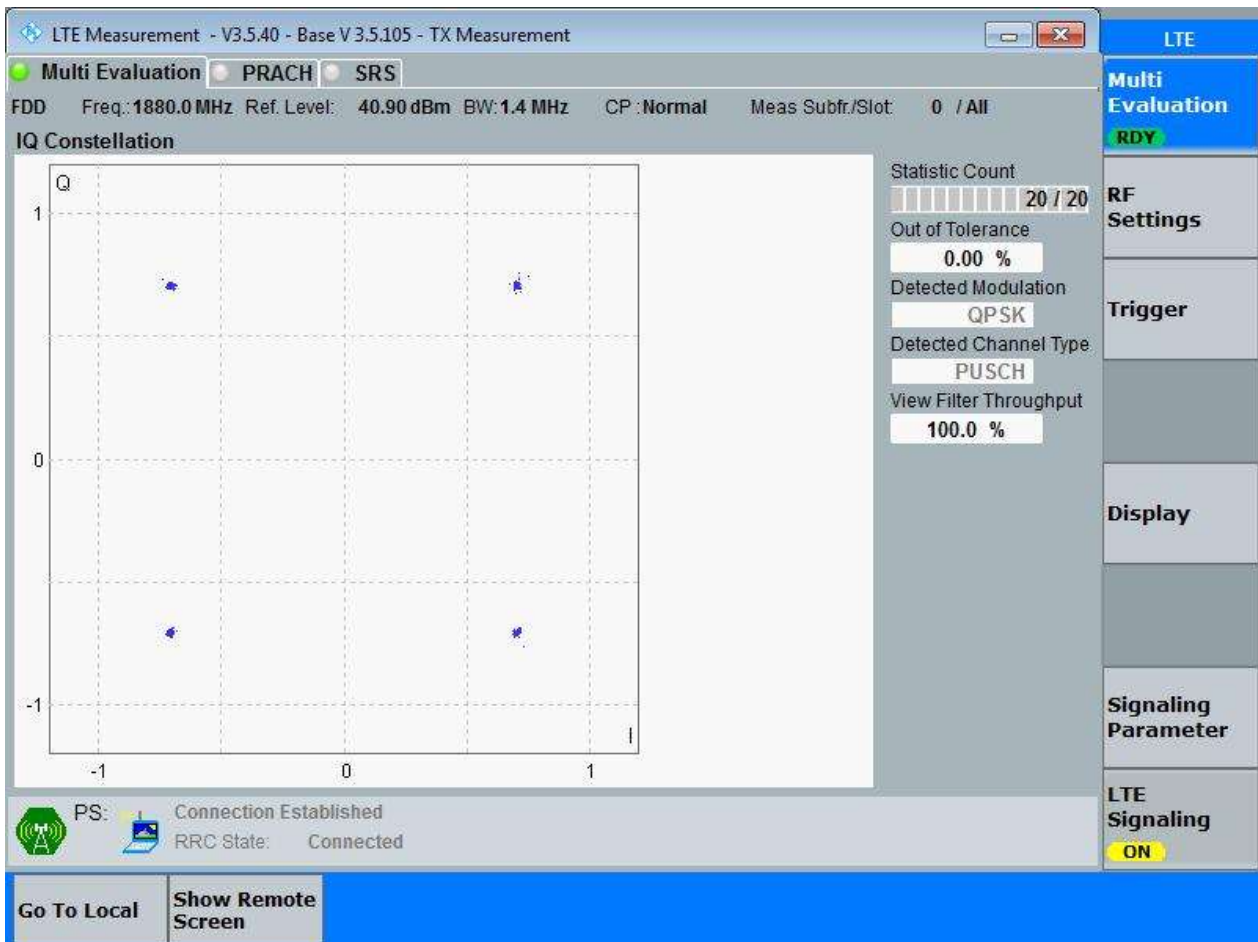 LTE Measurement - V3.5.40 - Base V 3.5.105 - TX Measurement
LTE
Multi Evaluation PRACH SRS
FDD Freq.: 1880.0 MHz Ref. Level: 40.90 dBm BW: 1.4 MHz CP : Normal Meas Subfr./Slot: 0 / All
IQ Constellation
Q
1
0
-1
I
-1 0 1
Statistic Count
20 / 20
Out of Tolerance
0.00 %
Detected Modulation
QPSK
Detected Channel Type
PUSCH
View Filter Throughput
100.0 %
Multi
Evaluation
RDY
RF
Settings
Trigger
Display
Signaling
Parameter
LTE
Signaling
ON
PS: Connection Established
RRC State: Connected
Go To Local
Show Remote
Screen